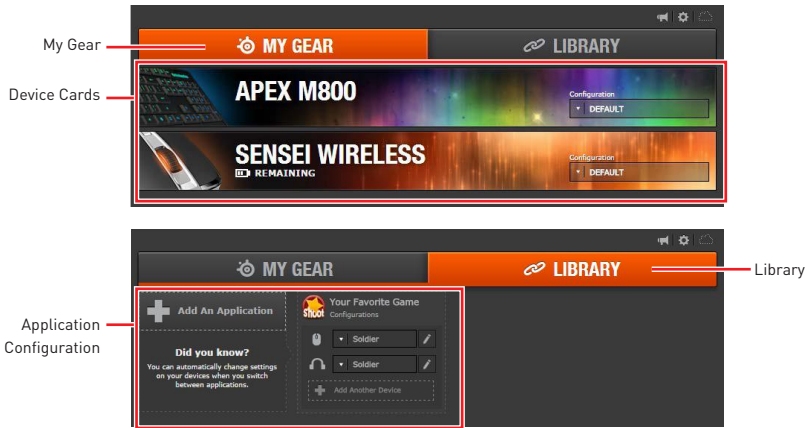 My Gear
MY GEAR
LIBRARY
Device Cards
APEX M800
Configuration
DEFAULT
SENSEI WIRELESS
REMAINING
Configuration
DEFAULT
MY GEAR
LIBRARY
Library
Application
Configuration
Add An Application
Did you know?
You can automatically change settings
on your devices when you switch
between applications.
shoot
Your Favorite Game
Configurations
Soldier
Soldier
Add Another Device